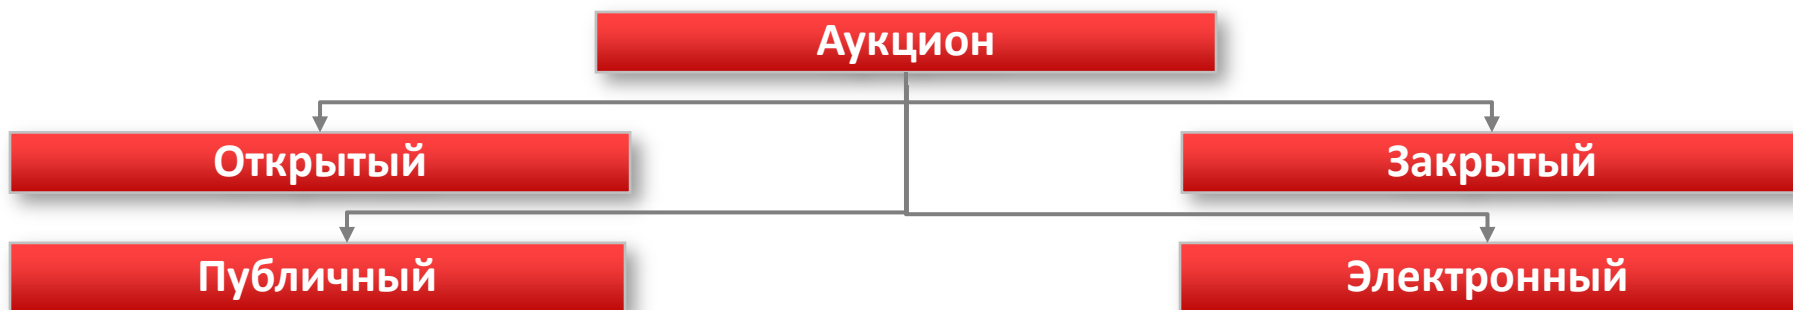 Аукцион
Открытый
Закрытый
Публичный
Электронный